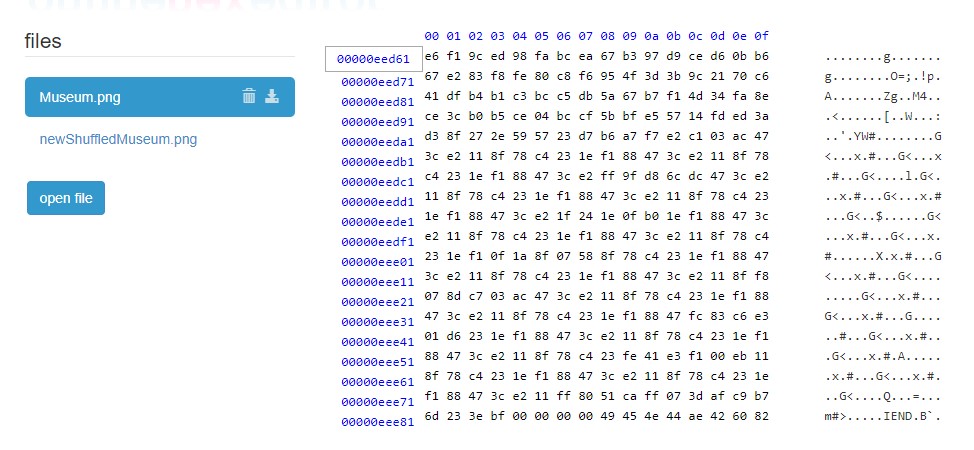 files
Museum.png
newShuffledMuseum.png
open file
00 01 02 03 04 05 06 07 08 09 0a 0b 0c 0d 0e 0f
00000eed61 e6 f1 9c ed 98 fa bc ea 67 b3 97 d9 ce d6 0b b6 ........g.......
00000eed71 67 e2 83 f8 fe 80 c8 f6 95 4f 3d 3b 9c 21 70 c6 g........O=;.!p.
00000eed81 41 df b4 b1 c3 bc c5 db 5a 67 b7 f1 4d 34 fa 8e A.......Zg..M4..
00000eed91 ce 3c b0 b5 ce 04 bc cf 5b bf e5 57 14 fd ed 3a .<......[..W...:
00000eeda1 d3 8f 27 2e 59 57 23 d7 b6 a7 f7 e2 c1 03 ac 47 ..'.YW#........G
00000eedb1 3c e2 11 8f 78 c4 23 1e f1 88 47 3c e2 11 8f 78 <...x.#...G<...x
00000eedc1 c4 23 1e f1 88 47 3c e2 ff 9f d8 6c dc 47 3c e2 .#...G<....l.G<.
00000eedd1 11 8f 78 c4 23 1e f1 88 47 3c e2 11 8f 78 c4 23 ..x.#...G<...x.#
00000eede1 1e f1 88 47 3c e2 1f 24 1e 0f b0 1e f1 88 47 3c ...G<..$......G<
00000eedf1 e2 11 8f 78 c4 23 1e f1 88 47 3c e2 11 8f 78 c4 ...x.#...G<...x.
00000eee01 23 1e f1 0f 1a 8f 07 58 8f 78 c4 23 1e f1 88 47 #......X.x.#...G
00000eee11 3c e2 11 8f 78 c4 23 1e f1 88 47 3c e2 11 8f f8 <...x.#...G<....
00000eee21 07 8d c7 03 ac 47 3c e2 11 8f 78 c4 23 1e f1 88 .....G<...x.#...
00000eee31 47 3c e2 11 8f 78 c4 23 1e f1 88 47 fc 83 c6 e3 G<...x.#...G....
00000eee41 01 d6 23 1e f1 88 47 3c e2 11 8f 78 c4 23 1e f1 ..#...G<...x.#..
00000eee51 88 47 3c e2 11 8f 78 c4 23 fe 41 e3 f1 00 eb 11 .G<...x.#.A.....
00000eee61 8f 78 c4 23 1e f1 88 47 3c e2 11 8f 78 c4 23 1e .x.#...G<...x.#.
00000eee71 f1 88 47 3c e2 11 ff 80 51 ca ff 07 3d af c9 b7 ..G<....Q...=...
00000eee81 6d 23 3e bf 00 00 00 00 49 45 4e 44 ae 42 60 82 m#>.....IEND.B`.